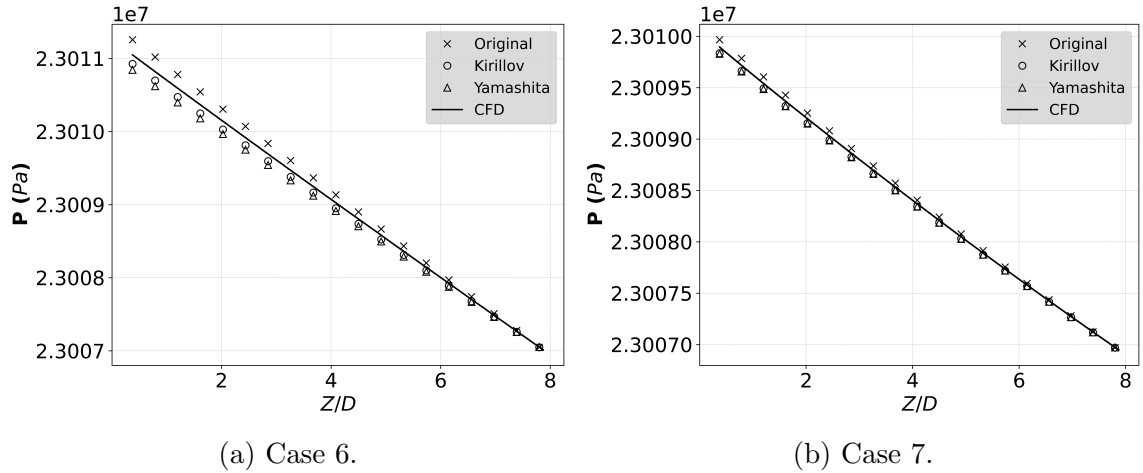 1e7
2.3011
2.3010
2.3009
2.3008
2.3007
P (Pa)
2
4
6
8
Z/D
Original
Kirillov
Yamashita
CFD
(a) Case 6.
1e7
2.30100
2.30095
2.30090
2.30085
2.30080
2.30075
2.30070
P (Pa)
2
4
6
8
Z/D
Original
Kirillov
Yamashita
CFD
(b) Case 7.